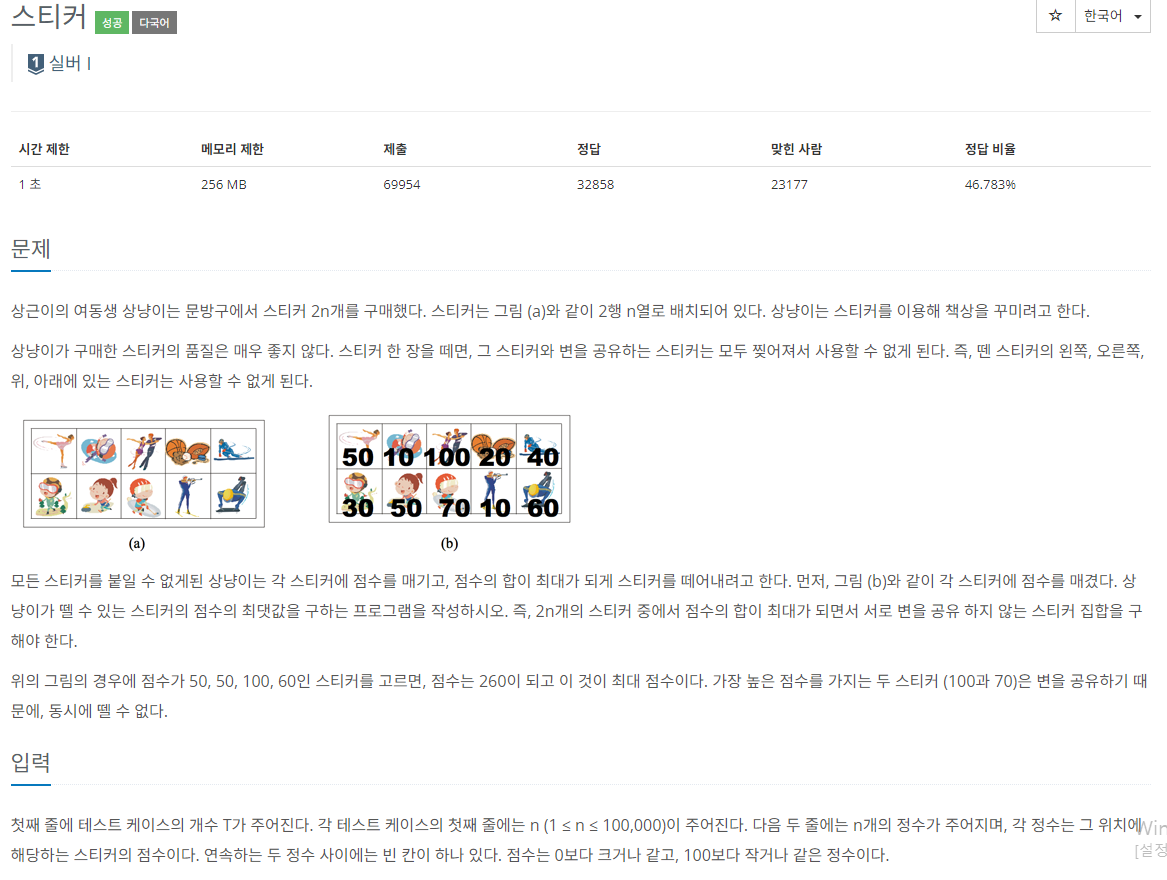 스티커 성공 다국어
☆ 한국어
1 실버 I
시간 제한 메모리 제한 제출 정답 맞힌 사람 정답 비율
1 초 256 MB 69954 32858 23177 46.783%
문제
상근이의 여동생 상냥이는 문방구에서 스티커 2n개를 구매했다. 스티커는 그림 (a)와 같이 2행 n열로 배치되어 있다. 상냥이는 스티커를 이용해 책상을 꾸미려고 한다.
상냥이가 구매한 스티커의 품질은 매우 좋지 않다. 스티커 한 장을 떼면, 그 스티커와 변을 공유하는 스티커는 모두 찢어져서 사용할 수 없게 된다. 즉, 뗀 스티커의 왼쪽, 오른쪽,
위, 아래에 있는 스티커는 사용할 수 없게 된다.
50 10 100 20 40
30 50 70 10 60
(a) (b)
모든 스티커를 붙일 수 없게된 상냥이는 각 스티커에 점수를 매기고, 점수의 합이 최대가 되게 스티커를 떼어내려고 한다. 먼저, 그림 (b)와 같이 각 스티커에 점수를 매겼다. 상
냥이가 뗄 수 있는 스티커의 점수의 최댓값을 구하는 프로그램을 작성하시오. 즉, 2n개의 스티커 중에서 점수의 합이 최대가 되면서 서로 변을 공유 하지 않는 스티커 집합을 구
해야 한다.
위의 그림의 경우에 점수가 50, 50, 100, 60인 스티커를 고르면, 점수는 260이 되고 이 것이 최대 점수이다. 가장 높은 점수를 가지는 두 스티커 (100과 70)은 변을 공유하기 때
문에, 동시에 뗄 수 없다.
입력
첫째 줄에 테스트 케이스의 개수 T가 주어진다. 각 테스트 케이스의 첫째 줄에는 n (1 ≤ n ≤ 100,000)이 주어진다. 다음 두 줄에는 n개의 정수가 주어지며, 각 정수는 그 위치에
해당하는 스티커의 점수이다. 연속하는 두 정수 사이에는 빈 칸이 하나 있다. 점수는 0보다 크거나 같고, 100보다 작거나 같은 정수이다.
Win
[설정